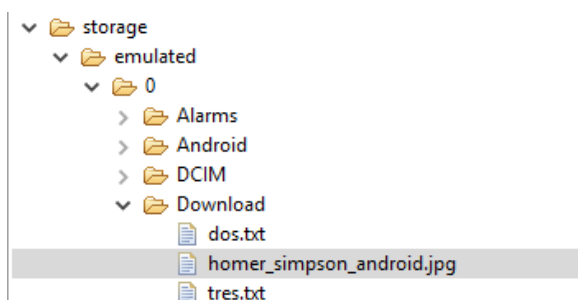 storage
emulated
0
Alarms
Android
DCIM
Download
dos.txt
homer_simpson_android.jpg
tres.txt